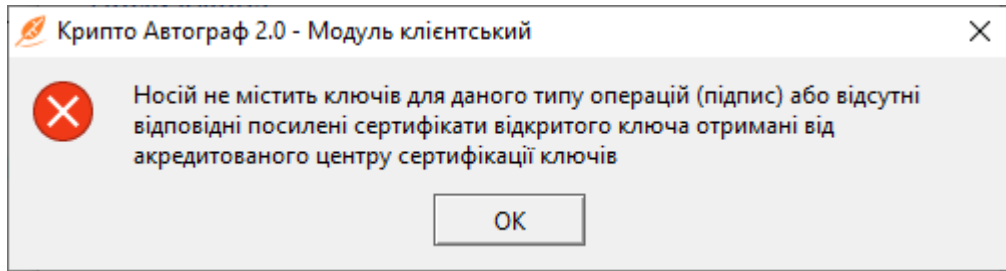 Крипто Автограф 2.0 - Модуль клієнтський
Носій не містить ключів для даного типу операцій (підпис) або відсутні
відповідні посилені сертифікати відкритого ключа отримані від
акредитованого центру сертифікації ключів
ОК